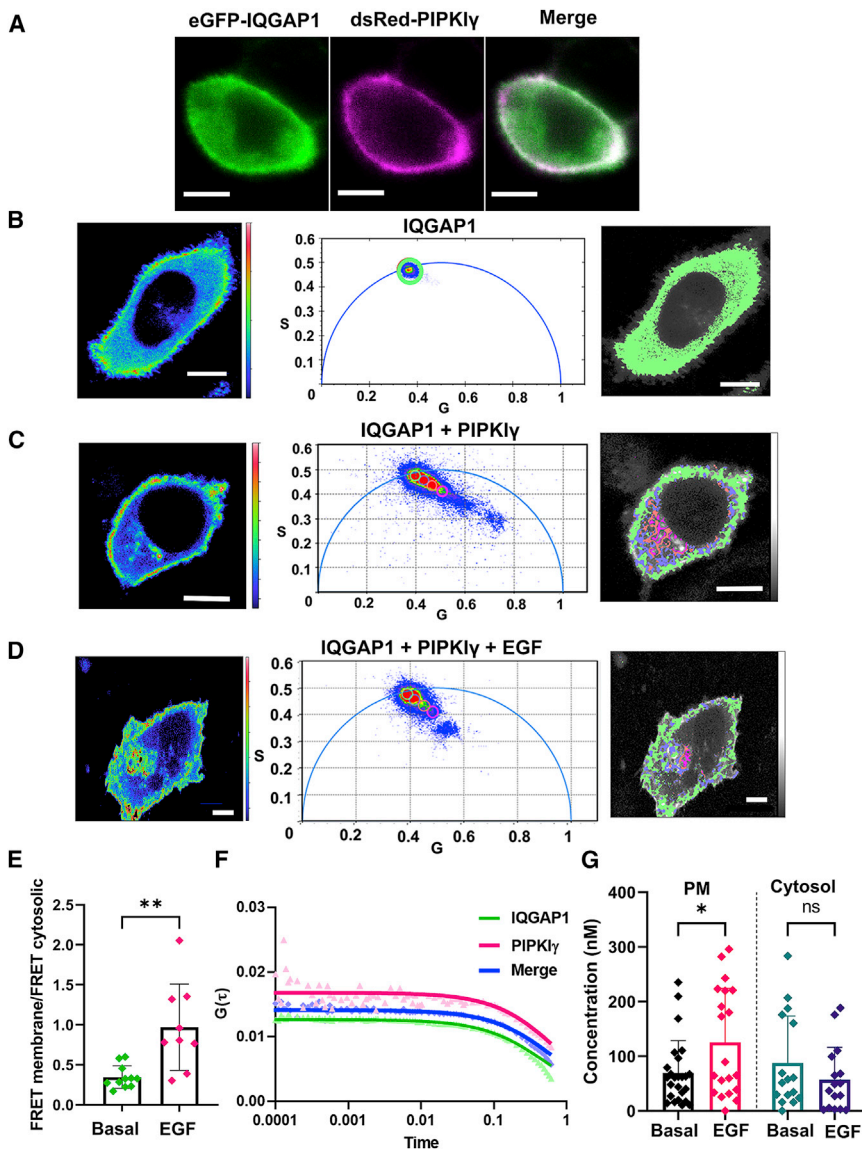 A
eGFP-IQGAP1 dsRed-PIPKIγ Merge
B
IQGAP1
0.6
0.5
0.4
S 0.3
0.2
0.1
0 0.2 0.4 0.6 0.8 1
G
C
IQGAP1 + PIPKIγ
0.6
0.5
0.4
S 0.3
0.2
0.1
0 0.2 0.4 0.6 0.8 1
G
D
IQGAP1 + PIPKIγ + EGF
0.6
0.5
0.4
S 0.3
0.2
0.1
0 0.2 0.4 0.6 0.8 1
G
E
FRET membrane/FRET cytosolic
**
2.5
2.0
1.5
1.0
0.5
0.0
Basal EGF
F
G(τ)
0.03
0.02
0.01
0.00
IQGAP1
PIPKIγ
Merge
0.0001 0.001 0.01 0.1 1
Time
G
Concentration (nM)
400
300
200
100
0
PM Cytosol
* ns
Basal EGF Basal EGF